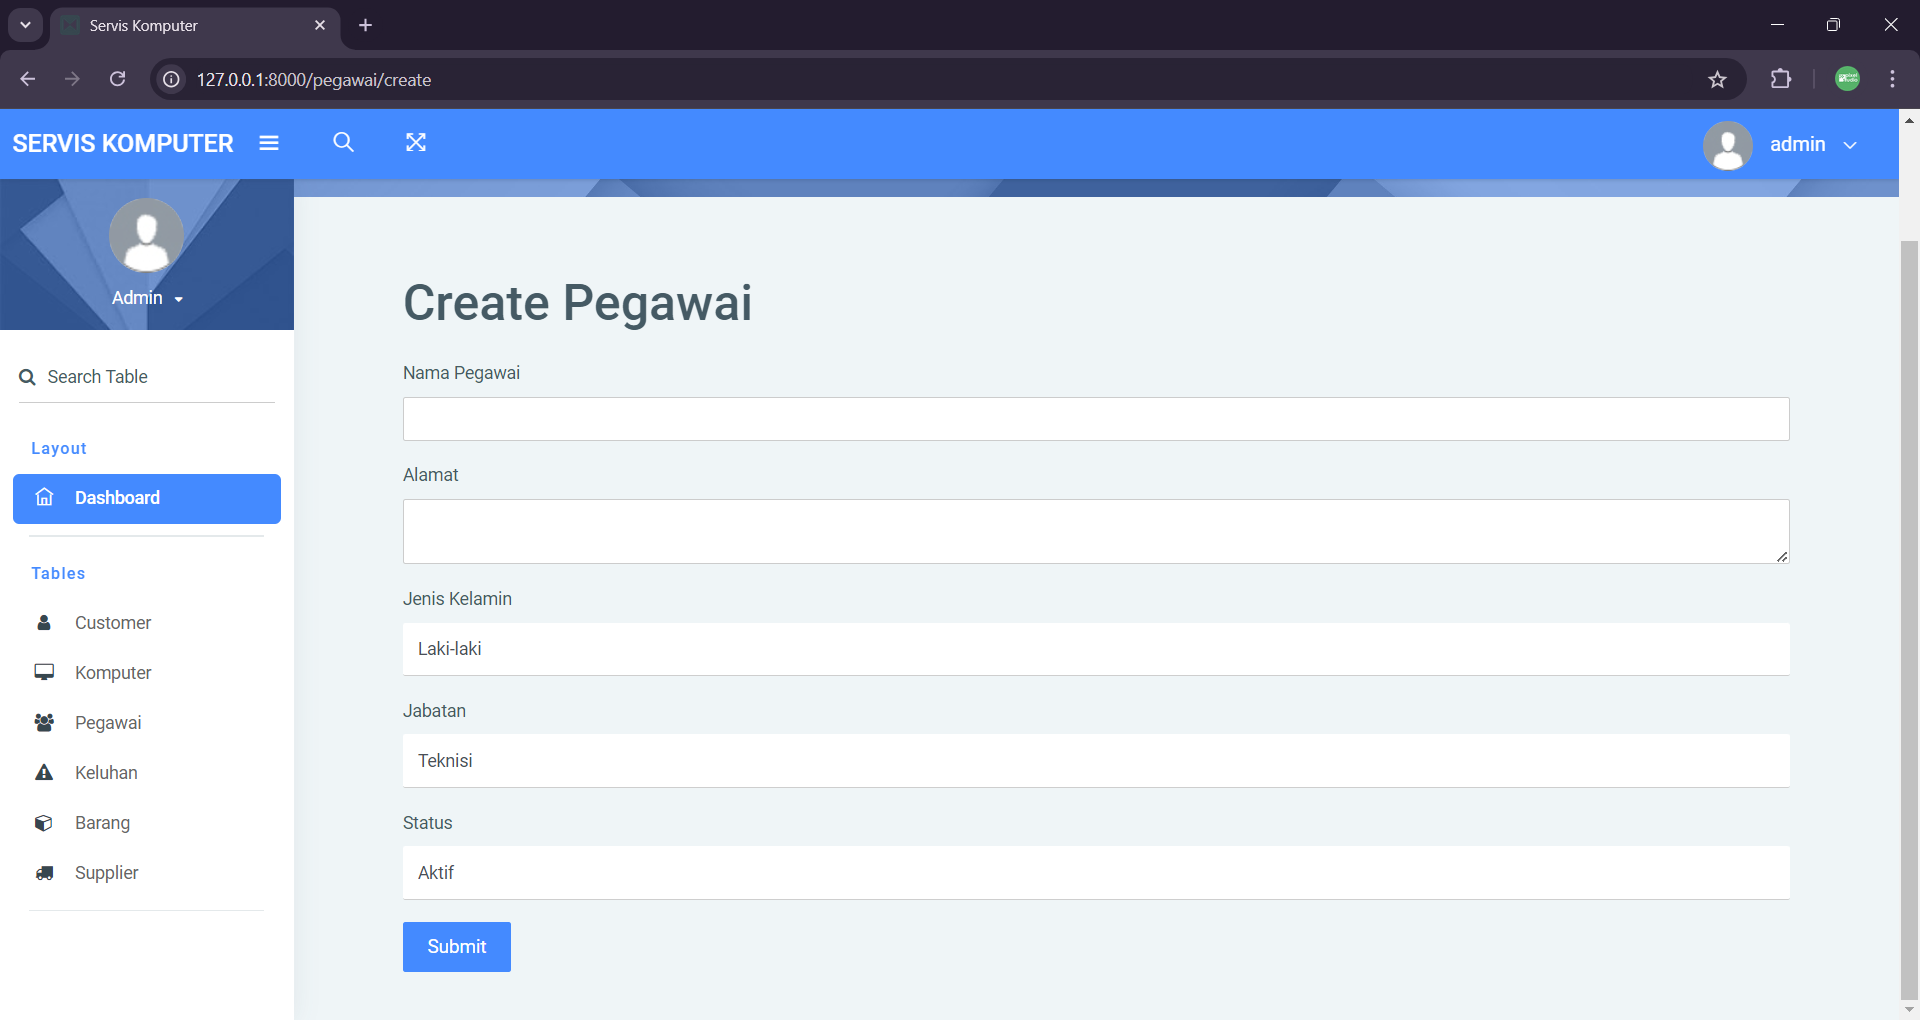 Servis Komputer
127.0.0.1:8000/pegawai/create
SERVIS KOMPUTER
admin
Admin
Search Table
Layout
Dashboard
Tables
Customer
Komputer
Pegawai
Keluhan
Barang
Supplier
Create Pegawai
Nama Pegawai
Alamat
Jenis Kelamin
Laki-laki
Jabatan
Teknisi
Status
Aktif
Submit